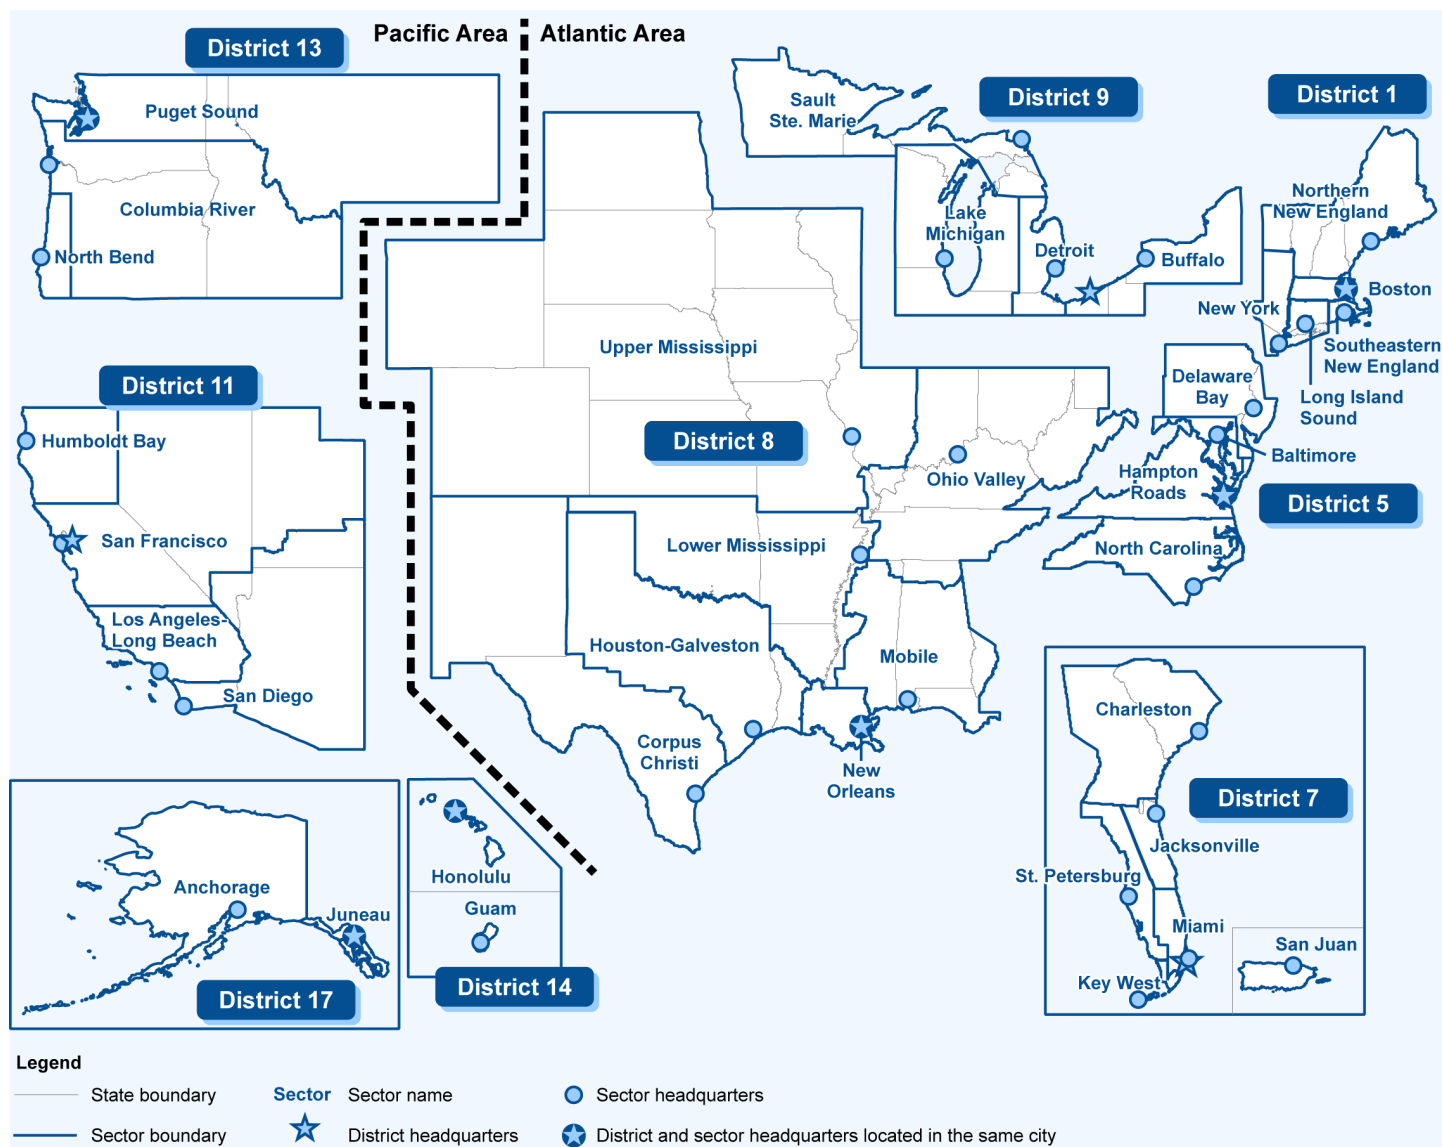 Pacific Area
Atlantic Area
District 13
Puget Sound
Columbia River
North Bend
District 9
Sault
Ste. Marie
Lake
Michigan
Detroit
Buffalo
District 1
Northern
New England
Boston
New York
Southeastern
New England
Long Island
Sound
District 11
Humboldt Bay
San Francisco
Los Angeles-
Long Beach
San Diego
Upper Mississippi
District 8
Ohio Valley
Lower Mississippi
Houston-Galveston
Mobile
Corpus
Christi
New
Orleans
Delaware
Bay
Baltimore
Hampton
Roads
District 5
North Carolina
Charleston
District 7
Jacksonville
St. Petersburg
Miami
San Juan
Key West
Anchorage
Juneau
District 17
Honolulu
Guam
District 14
Legend
State boundary
Sector Sector name
Sector headquarters
Sector boundary
District headquarters
District and sector headquarters located in the same city